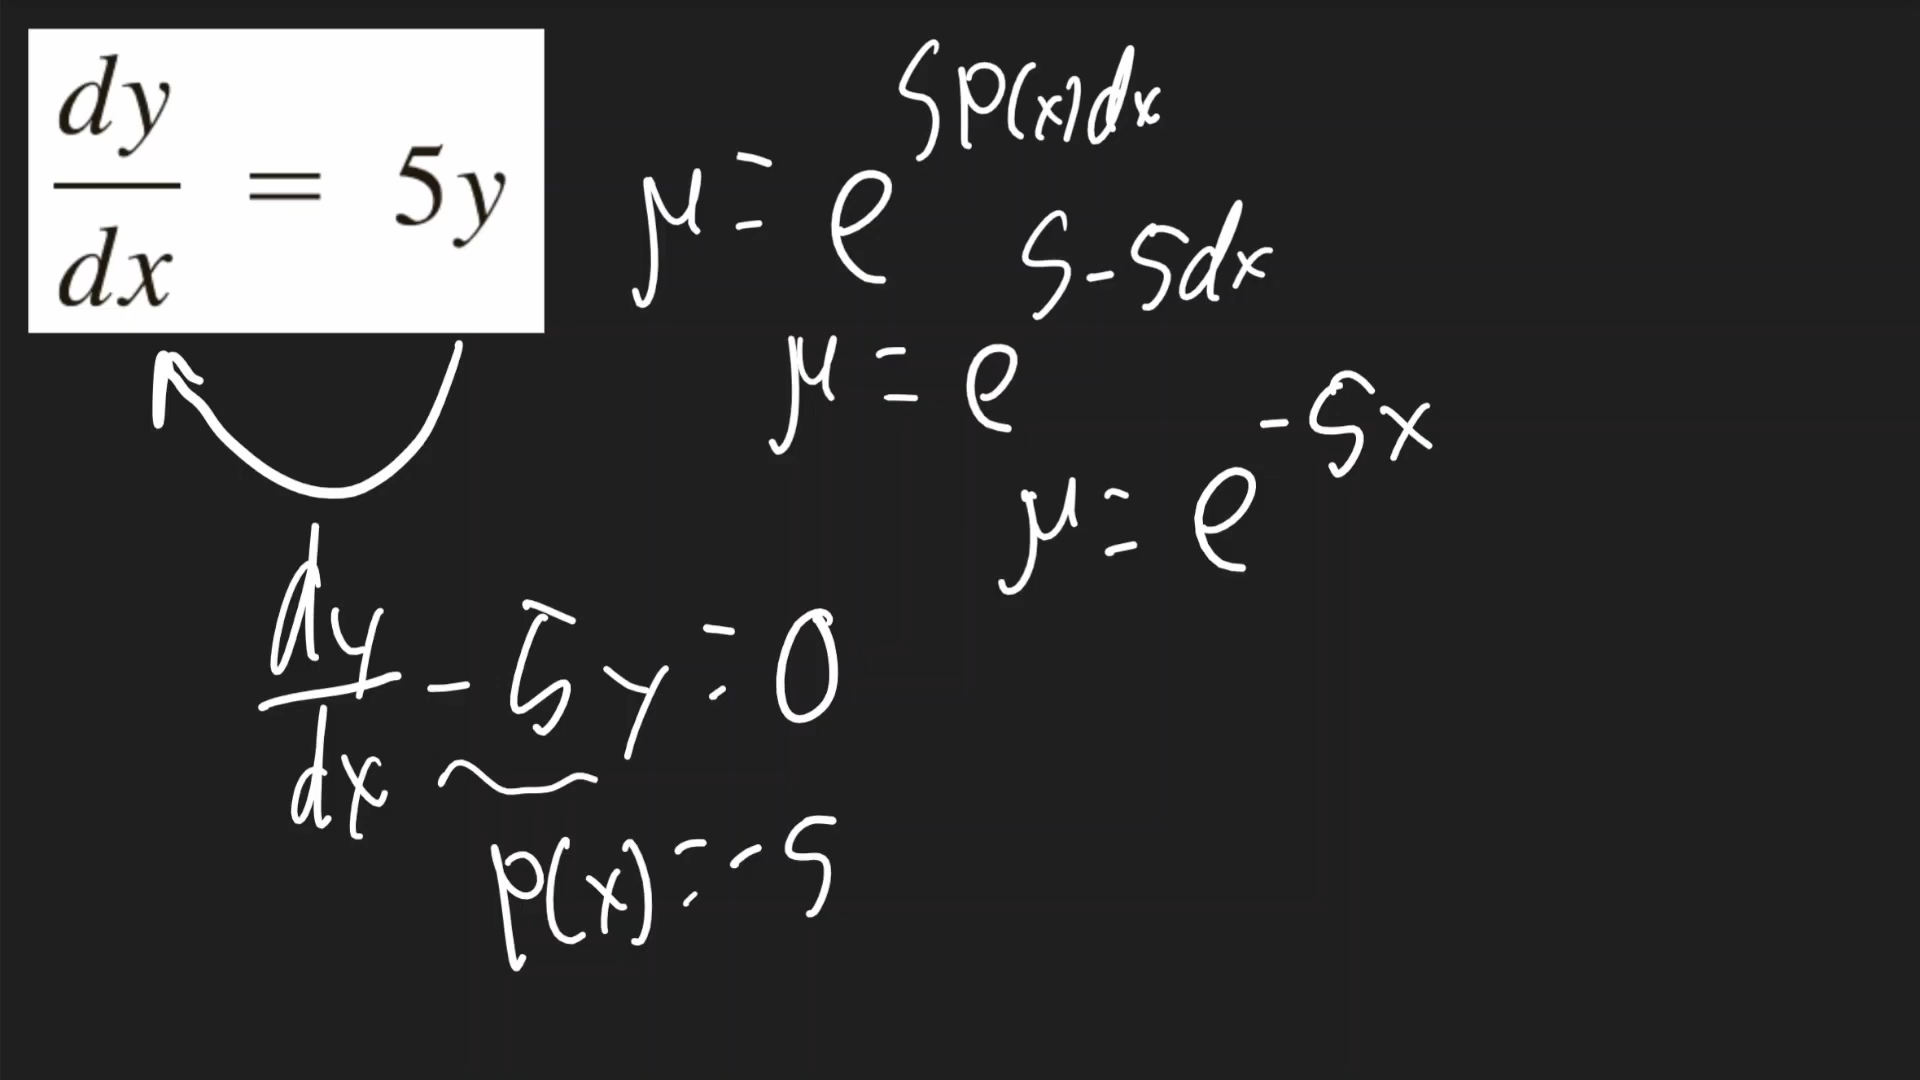 dy/dx = 5y
μ = e^∫P(x)dx
μ = e^∫-5dx
μ = e^-5x
dy/dx - 5y = 0
P(x) = -5